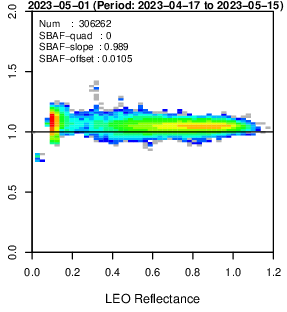 2023-05-01 (Period: 2023-04-17 to 2023-05-15)
Num : 306262
SBAF-quad : 0
SBAF-slope : 0.989
SBAF-offset : 0.0105
2.0
1.5
1.0
0.5
0.0
0.0 0.2 0.4 0.6 0.8 1.0 1.2
LEO Reflectance